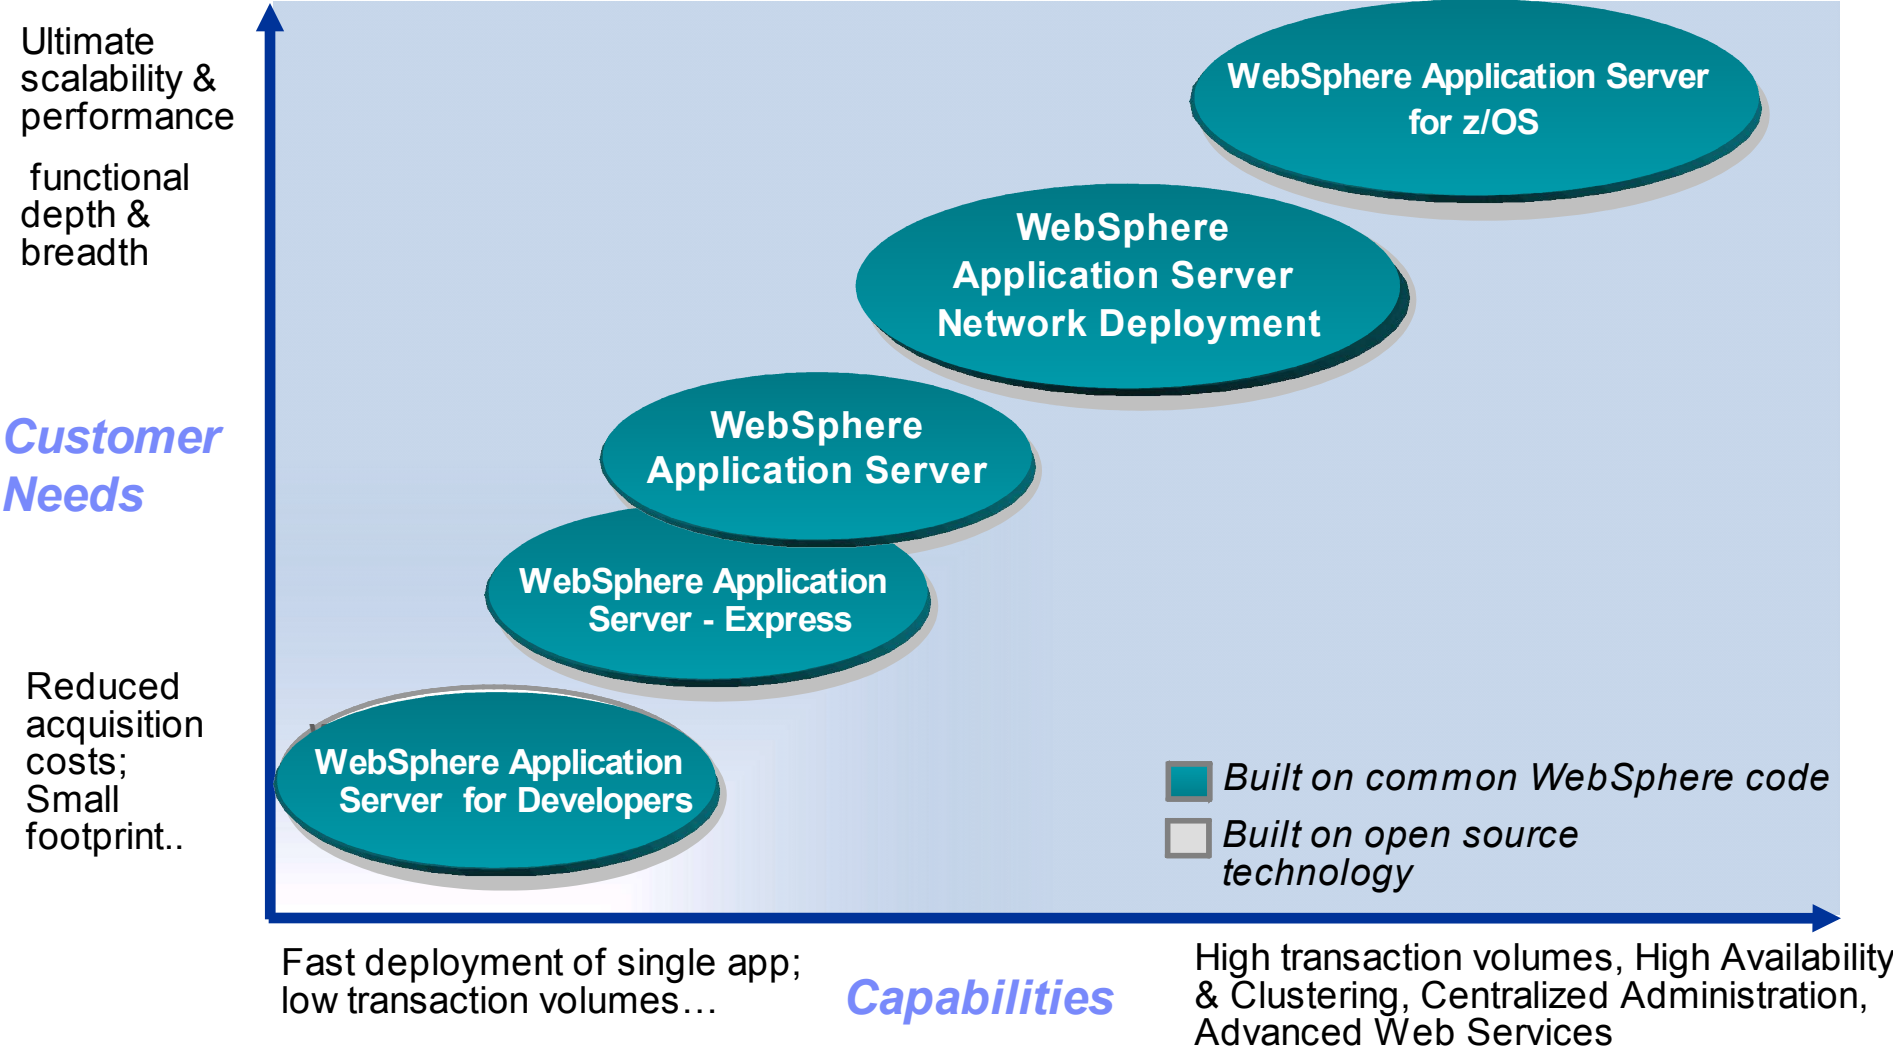 Ultimate
scalability &
performance
functional
depth &
breadth
Customer
Needs
Reduced
acquisition
costs;
Small
footprint..
WebSphere Application Server
for z/OS
WebSphere
Application Server
Network Deployment
WebSphere
Application Server
WebSphere Application
Server - Express
WebSphere Application
Server for Developers
Built on common WebSphere code
Built on open source
technology
Fast deployment of single app;
low transaction volumes…
Capabilities
High transaction volumes, High Availability
& Clustering, Centralized Administration,
Advanced Web Services